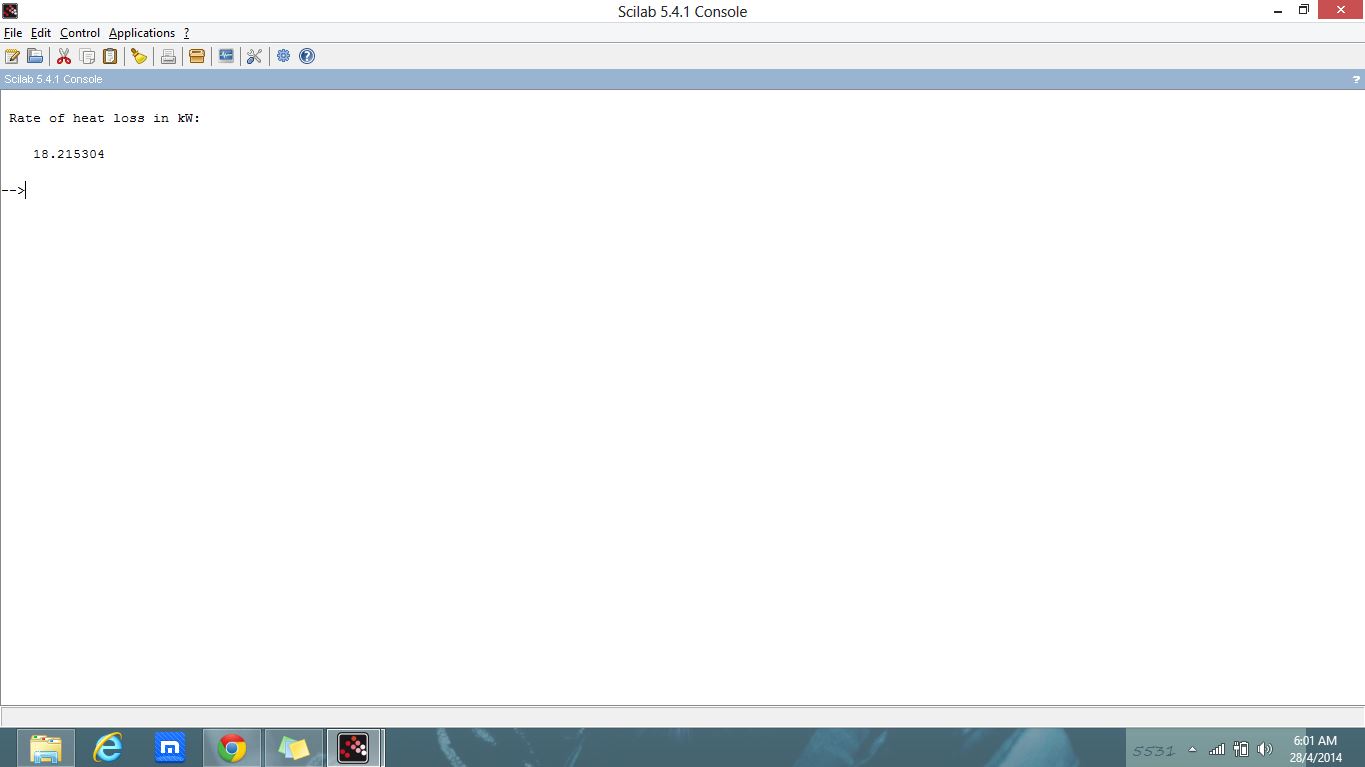 Scilab 5.4.1 Console
File Edit Control Applications ?
Scilab 5.4.1 Console ?
Rate of heat loss in kW:
18.215304
-->
5531
6:01 AM
28/4/2014